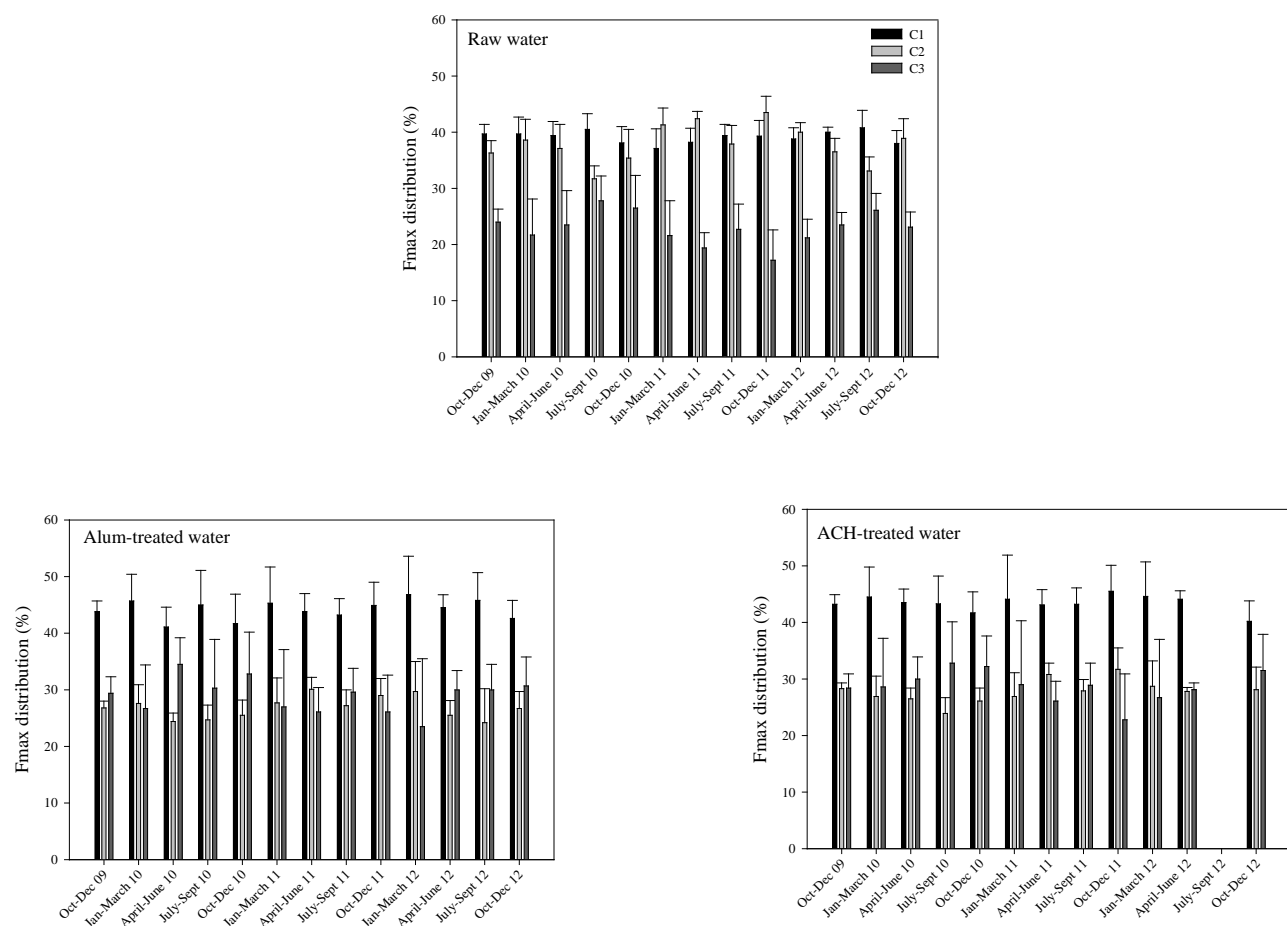 Raw water
C1
C2
C3
Fmax distribution (%)
60
50
40
30
20
10
0
Oct-Dec 09
Jan-March 10
April-June 10
July-Sept 10
Oct-Dec 10
Jan-March 11
April-June 11
July-Sept 11
Oct-Dec 11
Jan-March 12
April-June 12
July-Sept 12
Oct-Dec 12
Alum-treated water
Fmax distribution (%)
60
50
40
30
20
10
0
Oct-Dec 09
Jan-March 10
April-June 10
July-Sept 10
Oct-Dec 10
Jan-March 11
April-June 11
July-Sept 11
Oct-Dec 11
Jan-March 12
April-June 12
July-Sept 12
Oct-Dec 12
ACH-treated water
Fmax distribution (%)
60
50
40
30
20
10
0
Oct-Dec 09
Jan-March 10
April-June 10
July-Sept 10
Oct-Dec 10
Jan-March 11
April-June 11
July-Sept 11
Oct-Dec 11
Jan-March 12
April-June 12
July-Sept 12
Oct-Dec 12